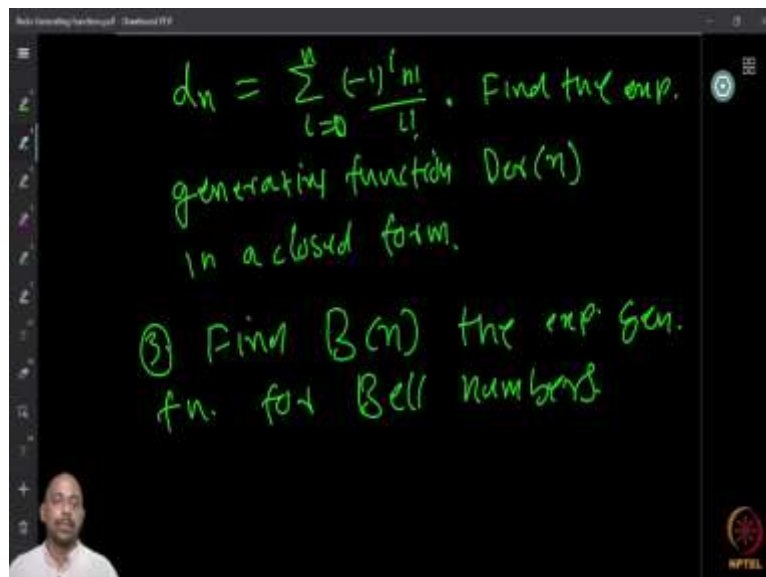 dn = Σ_{i=0}^{n} (-1)^i n!/i! . Find the exp.
generating function Der(x)
in a closed form.
③ Find B(x) the exp. gen.
fn. for Bell numbers.
NPTEL